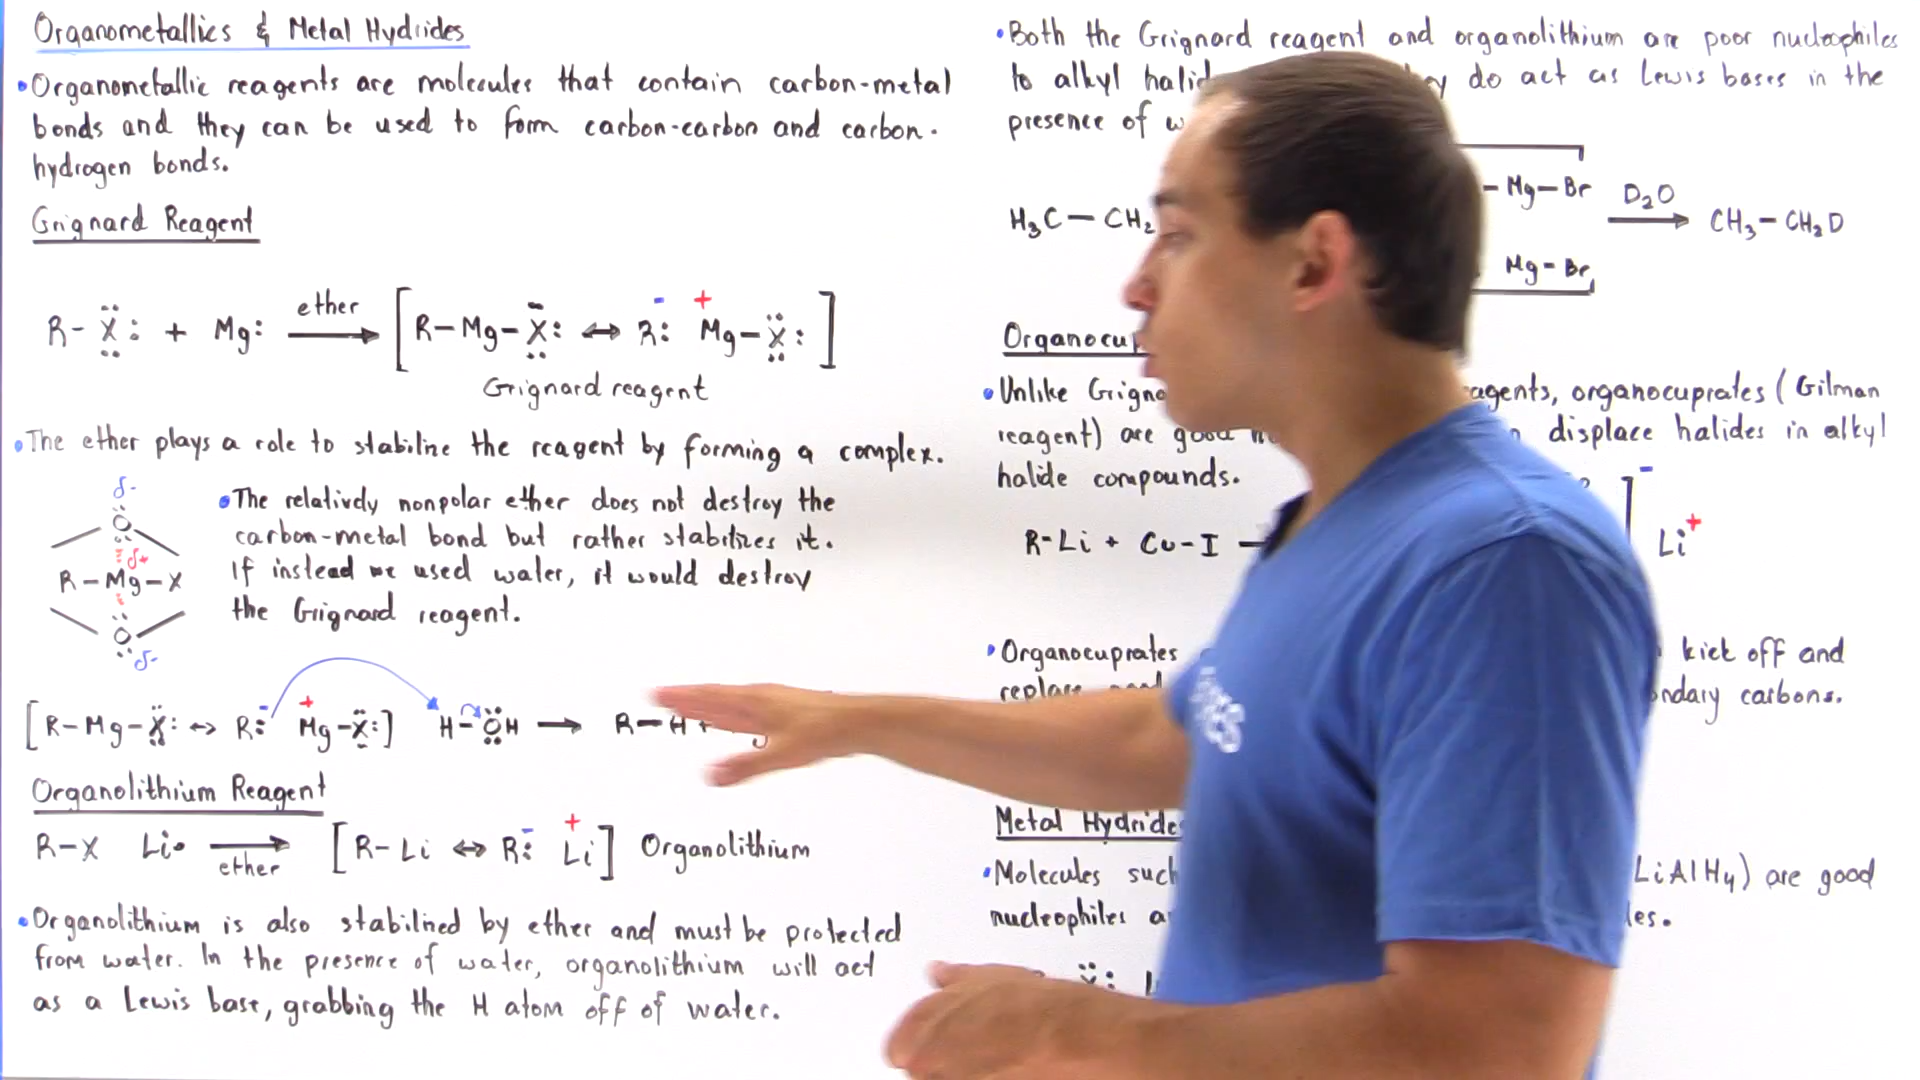 Organometallics & Metal Hydrides
•Organometallic reagents are molecules that contain carbon-metal
bonds and they can be used to form carbon-carbon and carbon-
hydrogen bonds.
Grignard Reagent
R-X: + Mg: ether [R-Mg-X: ↔ R:- +Mg-X:]
Grignard reagent
•The ether plays a role to stabilize the reagent by forming a complex.
δ-
O
δ+
R-Mg-X
O
δ-
•The relatively nonpolar ether does not destroy the
carbon-metal bond but rather stabilizes it.
If instead we used water, it would destroy
the Grignard reagent.
[R-Mg-X: ↔ R:- +Mg-X:] H-OH → R-H +
Organolithium Reagent
R-X Li• ether → [R-Li ↔ R:- Li+] Organolithium
•Organolithium is also stabilized by ether and must be protected
from water. In the presence of water, organolithium will act
as a Lewis base, grabbing the H atom off of water.
•Both the Grignard reagent and organolithium are poor nucleophiles
to alkyl do act as Lewis bases in the
presence of
H3C-CH2 -Mg-Br D2O → CH3-CH2D
Mg-Br
•Unlike agents, organocuprates (Gilman
reagent) are good displace halides in alkyl
halide compounds.
R-Li + Cu-I ]- Li+
•Organocuprates kick off and
replace carbons.
Metal Hydrides
•Molecules such LiAlH4) are good
nucleophiles